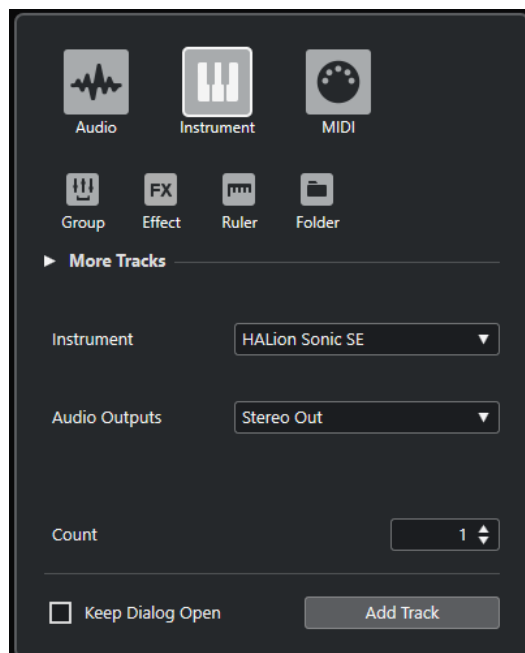 Audio Instrument MIDI
FX
Group Effect Ruler Folder
More Tracks
Instrument HALion Sonic SE
Audio Outputs Stereo Out
Count 1
Keep Dialog Open Add Track